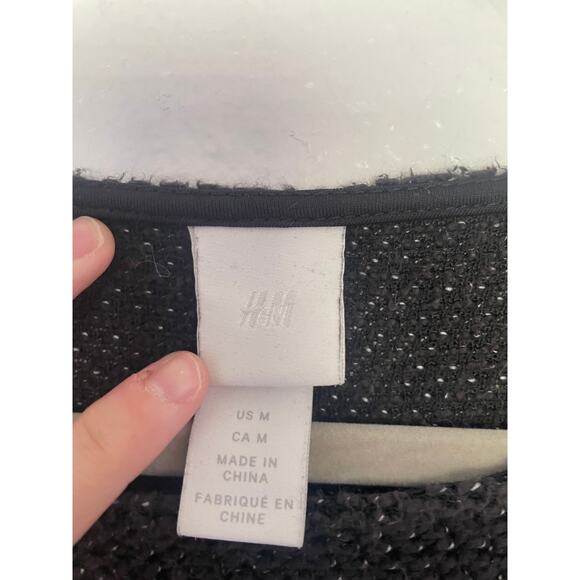 H&M
US M
CA M
MADE IN
CHINA
FABRIQUÉ EN
CHINE